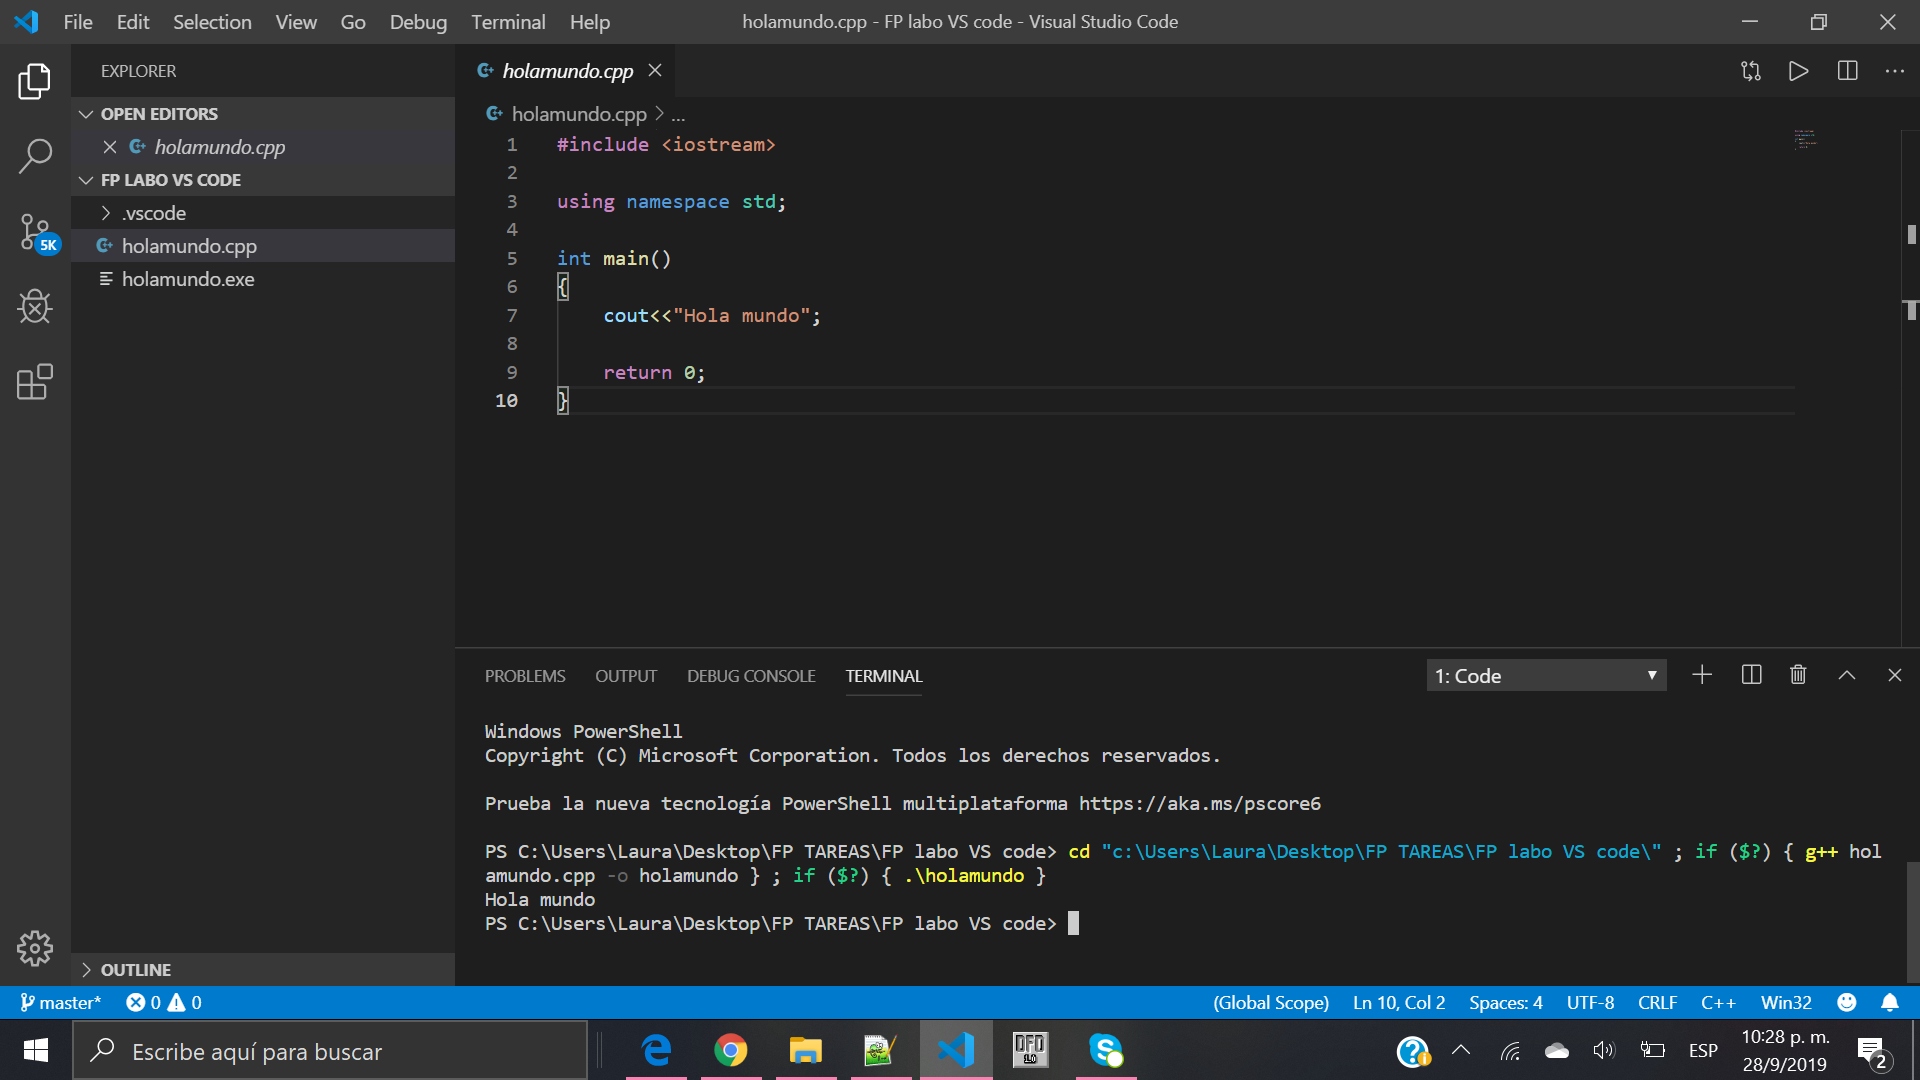 File Edit Selection View Go Debug Terminal Help holamundo.cpp - FP labo VS code - Visual Studio Code
EXPLORER
OPEN EDITORS
holamundo.cpp
FP LABO VS CODE
.vscode
holamundo.cpp
holamundo.exe
5K
OUTLINE
holamundo.cpp
holamundo.cpp > ...
1 #include <iostream>
2
3 using namespace std;
4
5 int main()
6 {
7 cout<<"Hola mundo";
8
9 return 0;
10 }
PROBLEMS OUTPUT DEBUG CONSOLE TERMINAL 1: Code
Windows PowerShell
Copyright (C) Microsoft Corporation. Todos los derechos reservados.
Prueba la nueva tecnología PowerShell multiplataforma https://aka.ms/pscore6
PS C:\Users\Laura\Desktop\FP TAREAS\FP labo VS code> cd "c:\Users\Laura\Desktop\FP TAREAS\FP labo VS code\" ; if ($?) { g++ hol
amundo.cpp -o holamundo } ; if ($?) { .\holamundo }
Hola mundo
PS C:\Users\Laura\Desktop\FP TAREAS\FP labo VS code>
master* 0 0 (Global Scope) Ln 10, Col 2 Spaces: 4 UTF-8 CRLF C++ Win32
Escribe aquí para buscar
DFD
1.0
ESP
10:28 p. m.
28/9/2019
2